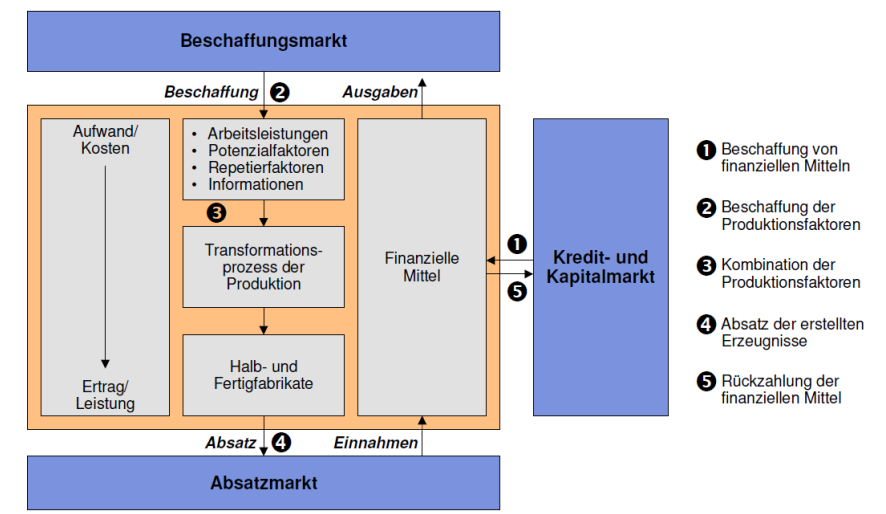 Beschaffungsmarkt
Beschaffung ❷
Ausgaben
Aufwand/
Kosten
Ertrag/
Leistung
• Arbeitsleistungen
• Potenzialfaktoren
• Repetierfaktoren
• Informationen
❸
Transformations-
prozess der
Produktion
Halb- und
Fertigfabrikate
Finanzielle
Mittel
❶
❺
Kredit- und
Kapitalmarkt
Absatz ❹
Einnahmen
Absatzmarkt
❶ Beschaffung von
finanziellen Mitteln
❷ Beschaffung der
Produktionsfaktoren
❸ Kombination der
Produktionsfaktoren
❹ Absatz der erstellten
Erzeugnisse
❺ Rückzahlung der
finanziellen Mittel